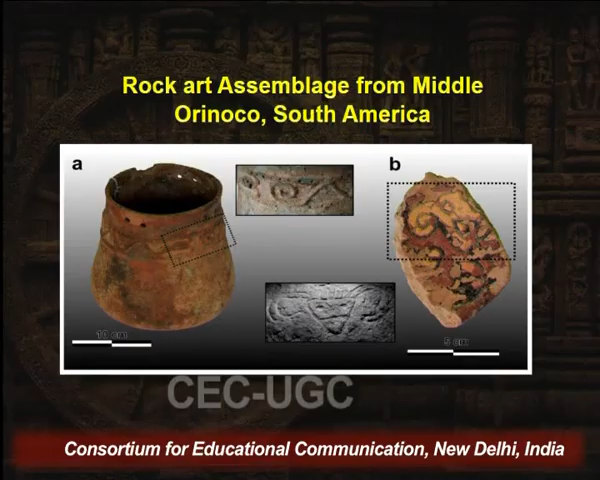 Rock art Assemblage from Middle
Orinoco, South America
a
b
10 cm
5 cm
CEC-UGC
Consortium for Educational Communication, New Delhi, India